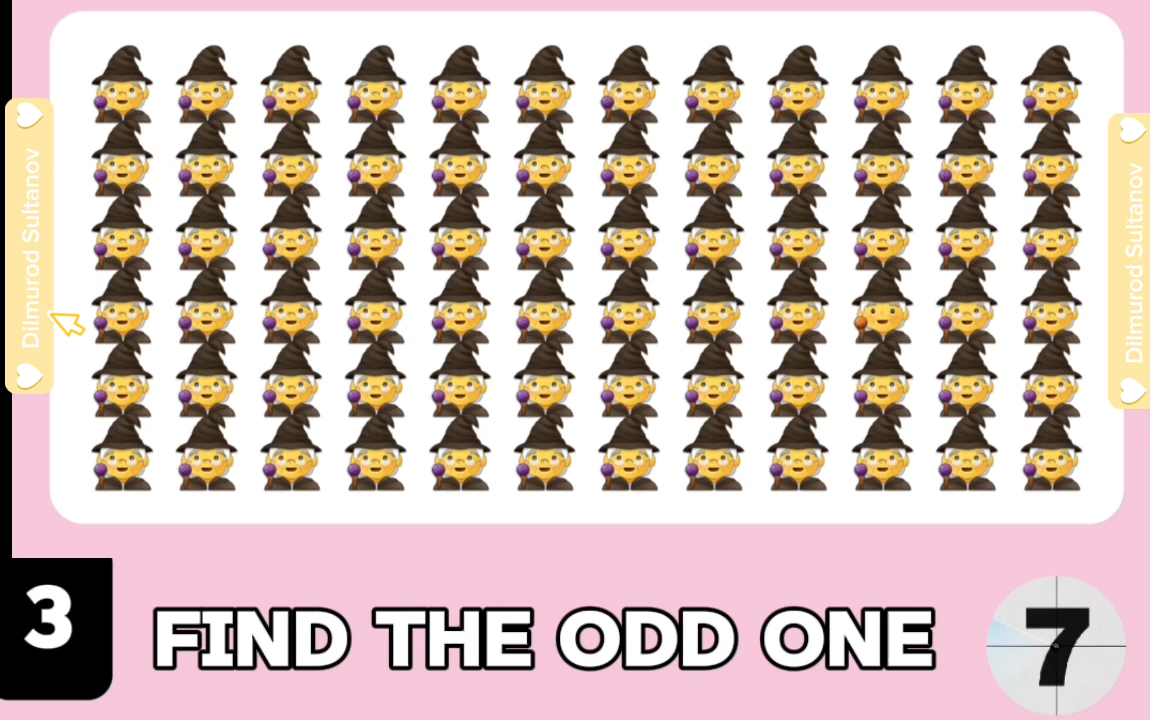 Dilmurod Sultanov
Dilmurod Sultanov
3
FIND THE ODD ONE
7